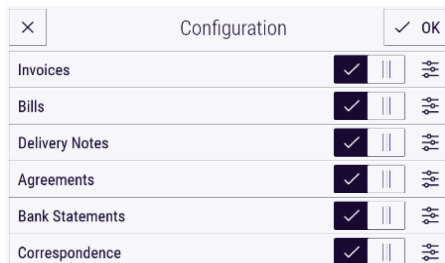 Configuration
OK
Invoices
Bills
Delivery Notes
Agreements
Bank Statements
Correspondence